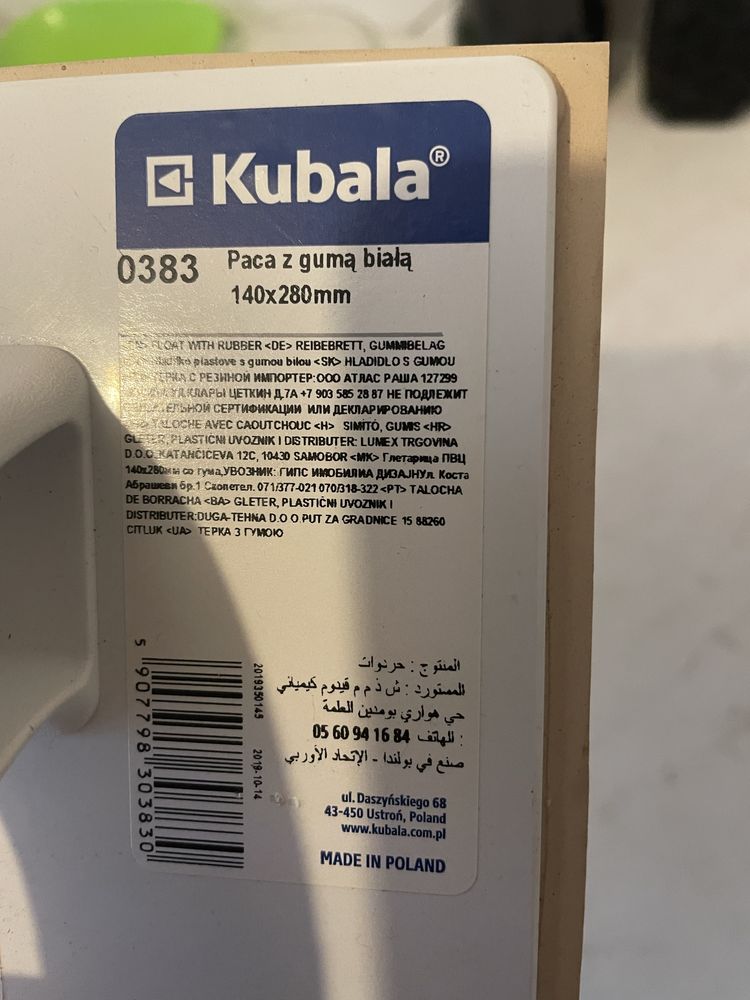 Kubala®
0383 Paca z gumą białą
140x280mm
FLOAT WITH RUBBER <DE> REIBEBRETT, GUMMIBELAG
plastove s gumou bilou <SK> HLADIDLO S GUMOU
С РЕЗИНОЙ ИМПОРТЕР:ООО АТЛАС РАША 127299
УЛ.КЛАРЫ ЦЕТКИН Д.7А +7 903 585 28 87 НЕ ПОДЛЕЖИТ
СЕРТИФИКАЦИИ ИЛИ ДЕКЛАРИРОВАНИЮ
TALOCHE AVEC CAOUTCHOUC <H> SIMÍTÓ, GUMIS <HR>
GLETER, PLASTIČNI UVOZNIK I DISTRIBUTER: LUMEX TRGOVINA
D.O.O. KATANČIĆEVA 12C, 10430 SAMOBOR <MK> Глетарица ПВЦ
140x280мм со гума,УВОЗНИК: ГИПС ИМОБИЛИА ДИЗАЈНУл. Коста
Абрашеви бр.1 Скопетел. 071/377-021 070/318-322 <PT> TALOCHA
DE BORRACHA <BA> GLETER, PLASTIČNI UVOZNIK I
DISTRIBUTER:DUGA-TEHNA D.O.O.PUT ZA GRADNICE 15 88260
CITLUK <UA> ТЕРКА З ГУМОЮ
المنتوج : خردوات
المستورد : ش ذ م م قيدوم كيميائي
حي هواري بومدين العلمة
الهاتف : 05 60 94 16 84
صنع في بولندا - الإتحاد الأوربي
5 907798 303830
2019350145 2019-10-14
ul. Daszyńskiego 68
43-450 Ustroń, Poland
www.kubala.com.pl
MADE IN POLAND